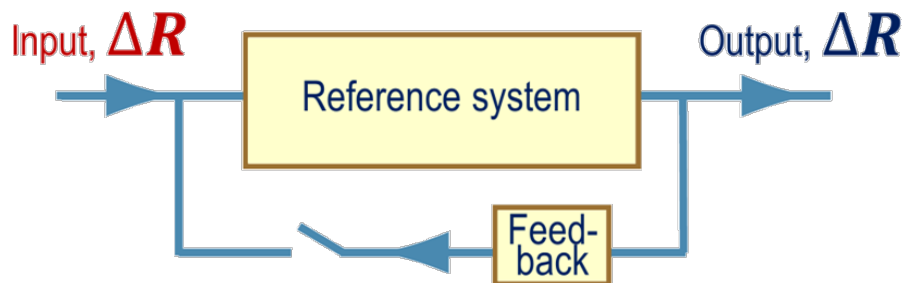 Input, ΔR
Output, ΔR
Reference system
Feed-
back